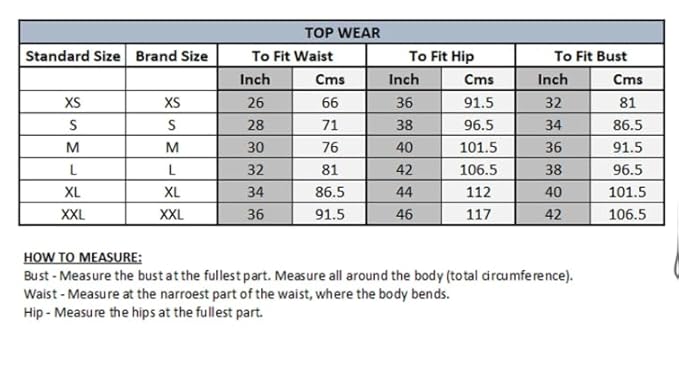 TOP WEAR
Standard Size Brand Size To Fit Waist To Fit Hip To Fit Bust
Inch Cms Inch Cms Inch Cms
XS XS 26 66 36 91.5 32 81
S S 28 71 38 96.5 34 86.5
M M 30 76 40 101.5 36 91.5
L L 32 81 42 106.5 38 96.5
XL XL 34 86.5 44 112 40 101.5
XXL XXL 36 91.5 46 117 42 106.5
HOW TO MEASURE:
Bust - Measure the bust at the fullest part. Measure all around the body (total circumference).
Waist - Measure at the narroest part of the waist, where the body bends.
Hip - Measure the hips at the fullest part.